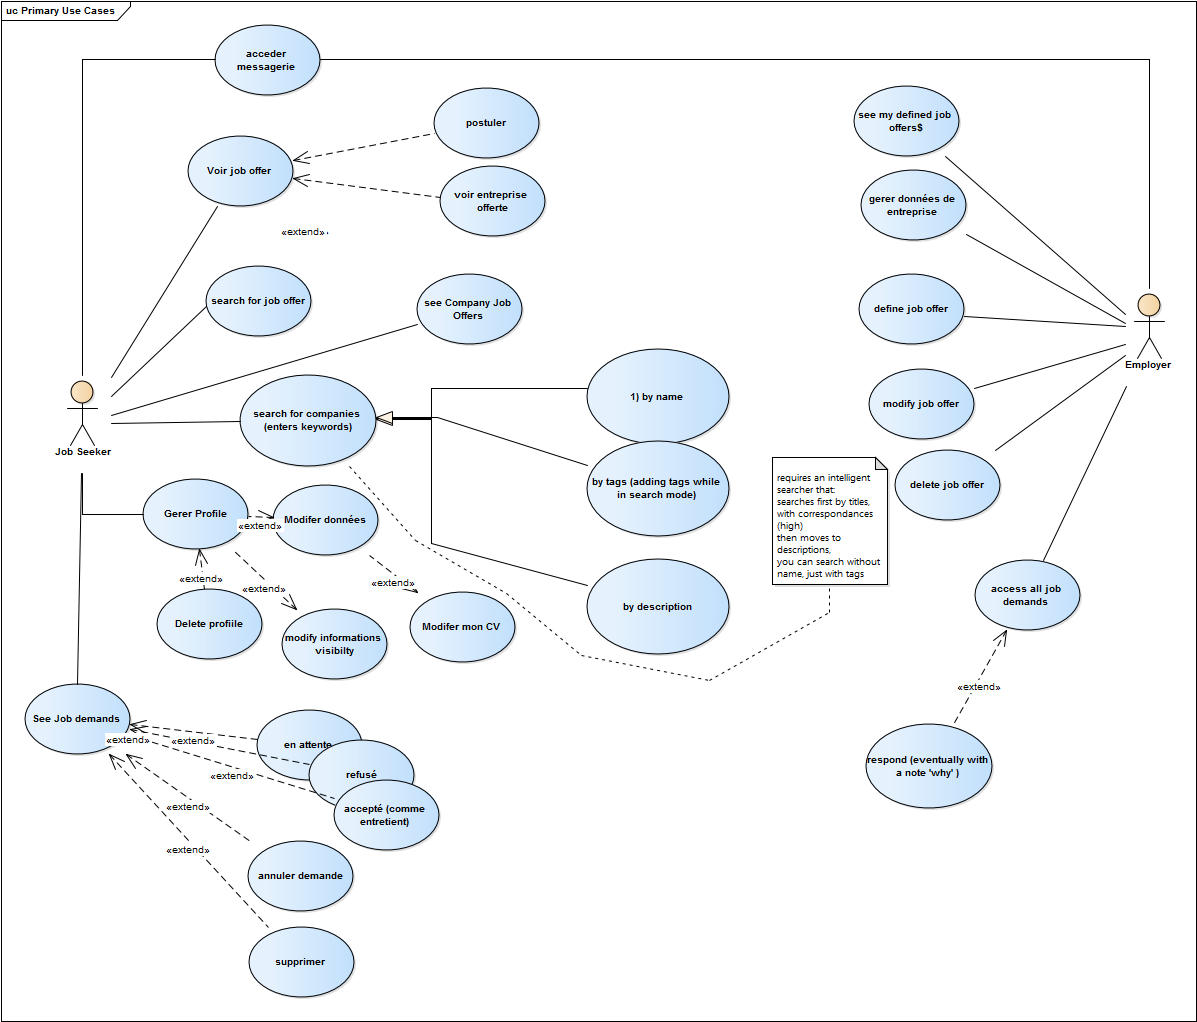 uc Primary Use Cases
acceder
messagerie
postuler
see my defined job
offers$
Voir job offer
voir entreprise
offerte
gerer données de
entreprise
«extend»
search for job offer
see Company Job
Offers
define job offer
Employer
Job Seeker
search for companies
(enters keywords)
1) by name
modify job offer
by tags (adding tags while
in search mode)
requires an intelligent
searcher that:
searches first by titles,
with correspondances
(high)
then moves to
descriptions,
you can search without
name, just with tags
delete job offer
Gerer Profile
«extend»
Modifer données
«extend»
«extend»
«extend»
Delete profiile
modify informations
visibilty
Modifer mon CV
by description
access all job
demands
«extend»
See Job demands
«extend»
«extend»
«extend»
en attente
refusé
accepté (comme
entretient)
respond (eventually with
a note 'why' )
«extend»
«extend»
annuler demande
supprimer